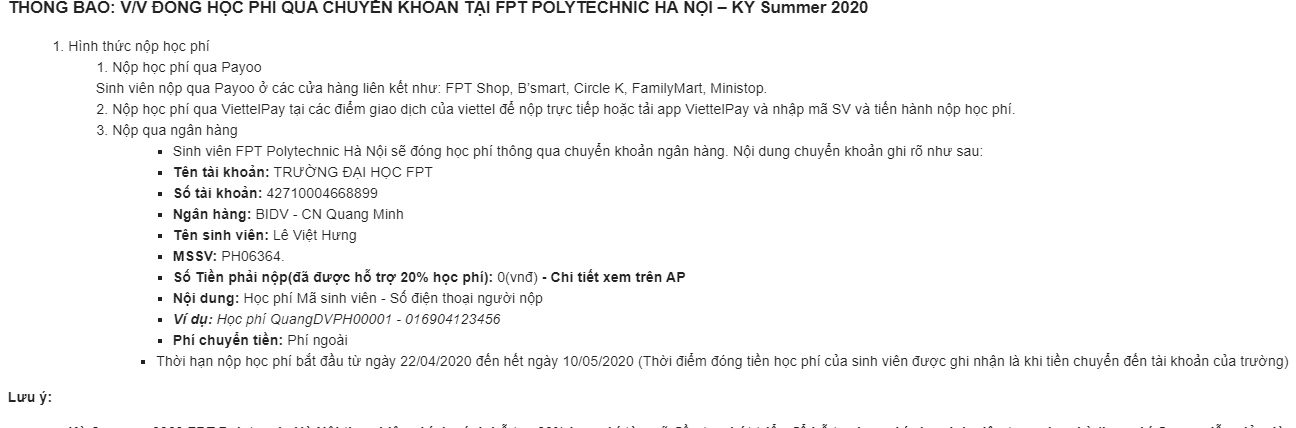 THÔNG BÁO: V/V ĐÓNG HỌC PHÍ QUA CHUYỂN KHOẢN TẠI FPT POLYTECHNIC HÀ NỘI – KỲ Summer 2020
1. Hình thức nộp học phí
1. Nộp học phí qua Payoo
Sinh viên nộp qua Payoo ở các cửa hàng liên kết như: FPT Shop, B'smart, Circle K, FamilyMart, Ministop.
2. Nộp học phí qua ViettelPay tại các điểm giao dịch của viettel để nộp trực tiếp hoặc tải app ViettelPay và nhập mã SV và tiến hành nộp học phí.
3. Nộp qua ngân hàng
▪ Sinh viên FPT Polytechnic Hà Nội sẽ đóng học phí thông qua chuyển khoản ngân hàng. Nội dung chuyển khoản ghi rõ như sau:
▪ Tên tài khoản: TRƯỜNG ĐẠI HỌC FPT
▪ Số tài khoản: 42710004668899
▪ Ngân hàng: BIDV - CN Quang Minh
▪ Tên sinh viên: Lê Việt Hưng
▪ MSSV: PH06364.
▪ Số Tiền phải nộp(đã được hỗ trợ 20% học phí): 0(vnđ) - Chi tiết xem trên AP
▪ Nội dung: Học phí Mã sinh viên - Số điện thoại người nộp
▪ Ví dụ: Học phí QuangDVPH00001 - 016904123456
▪ Phí chuyển tiền: Phí ngoài
▪ Thời hạn nộp học phí bắt đầu từ ngày 22/04/2020 đến hết ngày 10/05/2020 (Thời điểm đóng tiền học phí của sinh viên được ghi nhận là khi tiền chuyển đến tài khoản của trường)
Lưu ý: